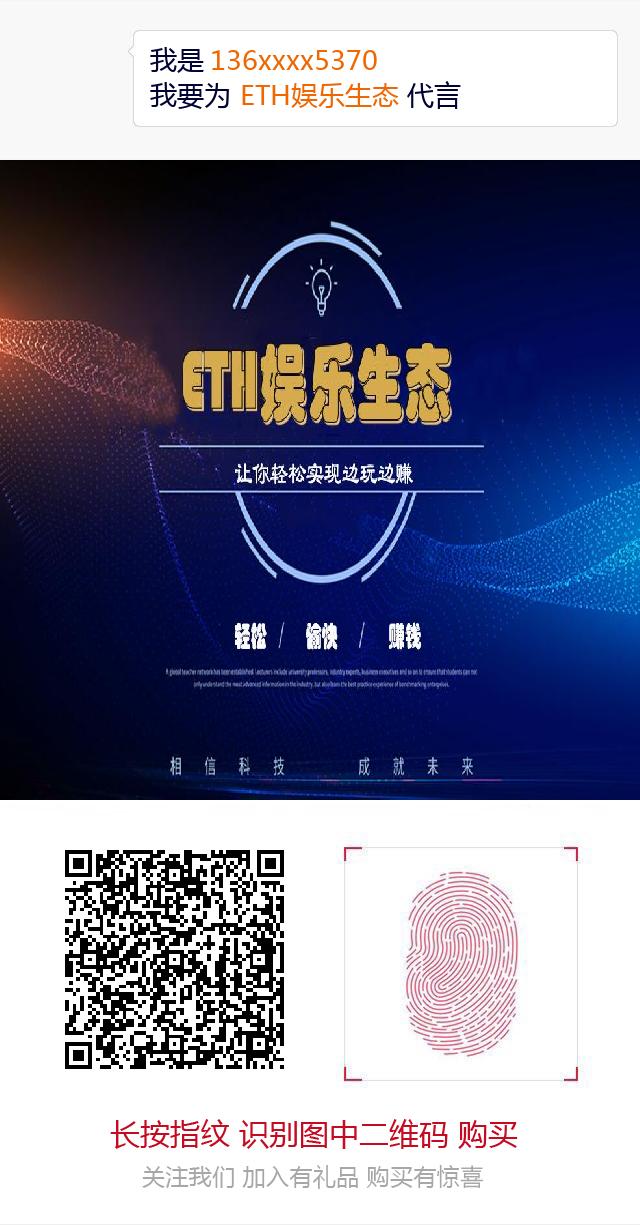 我是 136xxxx5370
我要为 ETH娱乐生态 代言
ETH娱乐生态
让你轻松实现边玩边赚
轻松 / 愉快 / 赚钱
A global teacher network has been established. Lecturers include university professors, industry experts, business executives and so on to ensure that students can not
only understand the most advanced information in the industry, but also learn the best practice experience of benchmarking enterprises.
相信科技 成就未来
长按指纹 识别图中二维码 购买
关注我们 加入有礼品 购买有惊喜